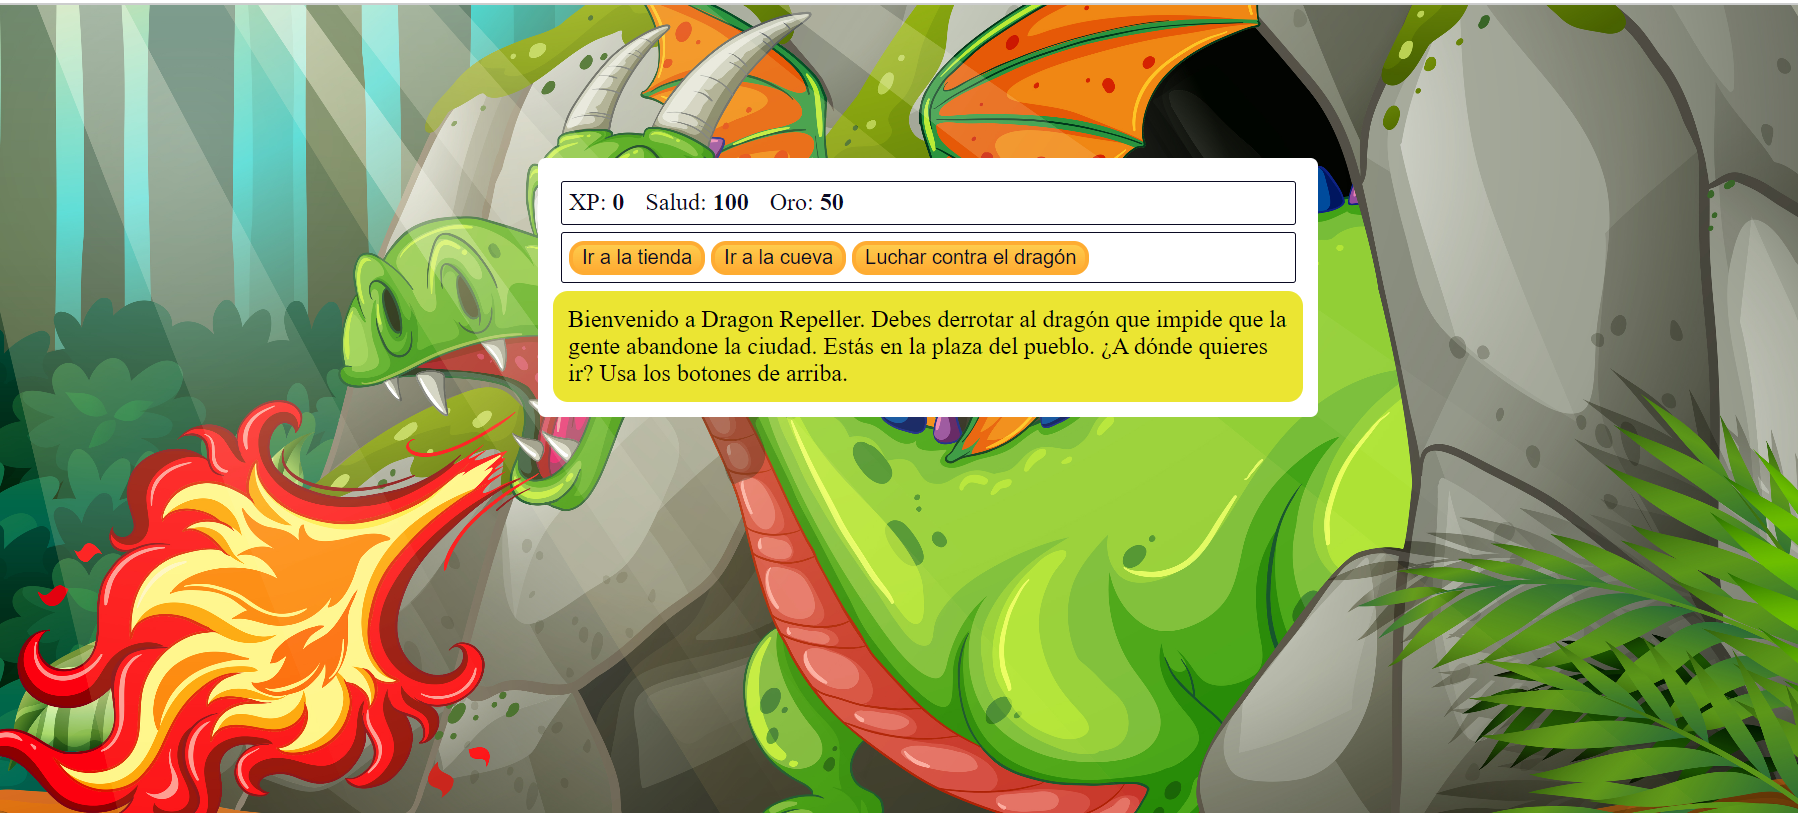 XP: 0 Salud: 100 Oro: 50
Ir a la tienda Ir a la cueva Luchar contra el dragón
Bienvenido a Dragon Repeller. Debes derrotar al dragón que impide que la
gente abandone la ciudad. Estás en la plaza del pueblo. ¿A dónde quieres
ir? Usa los botones de arriba.